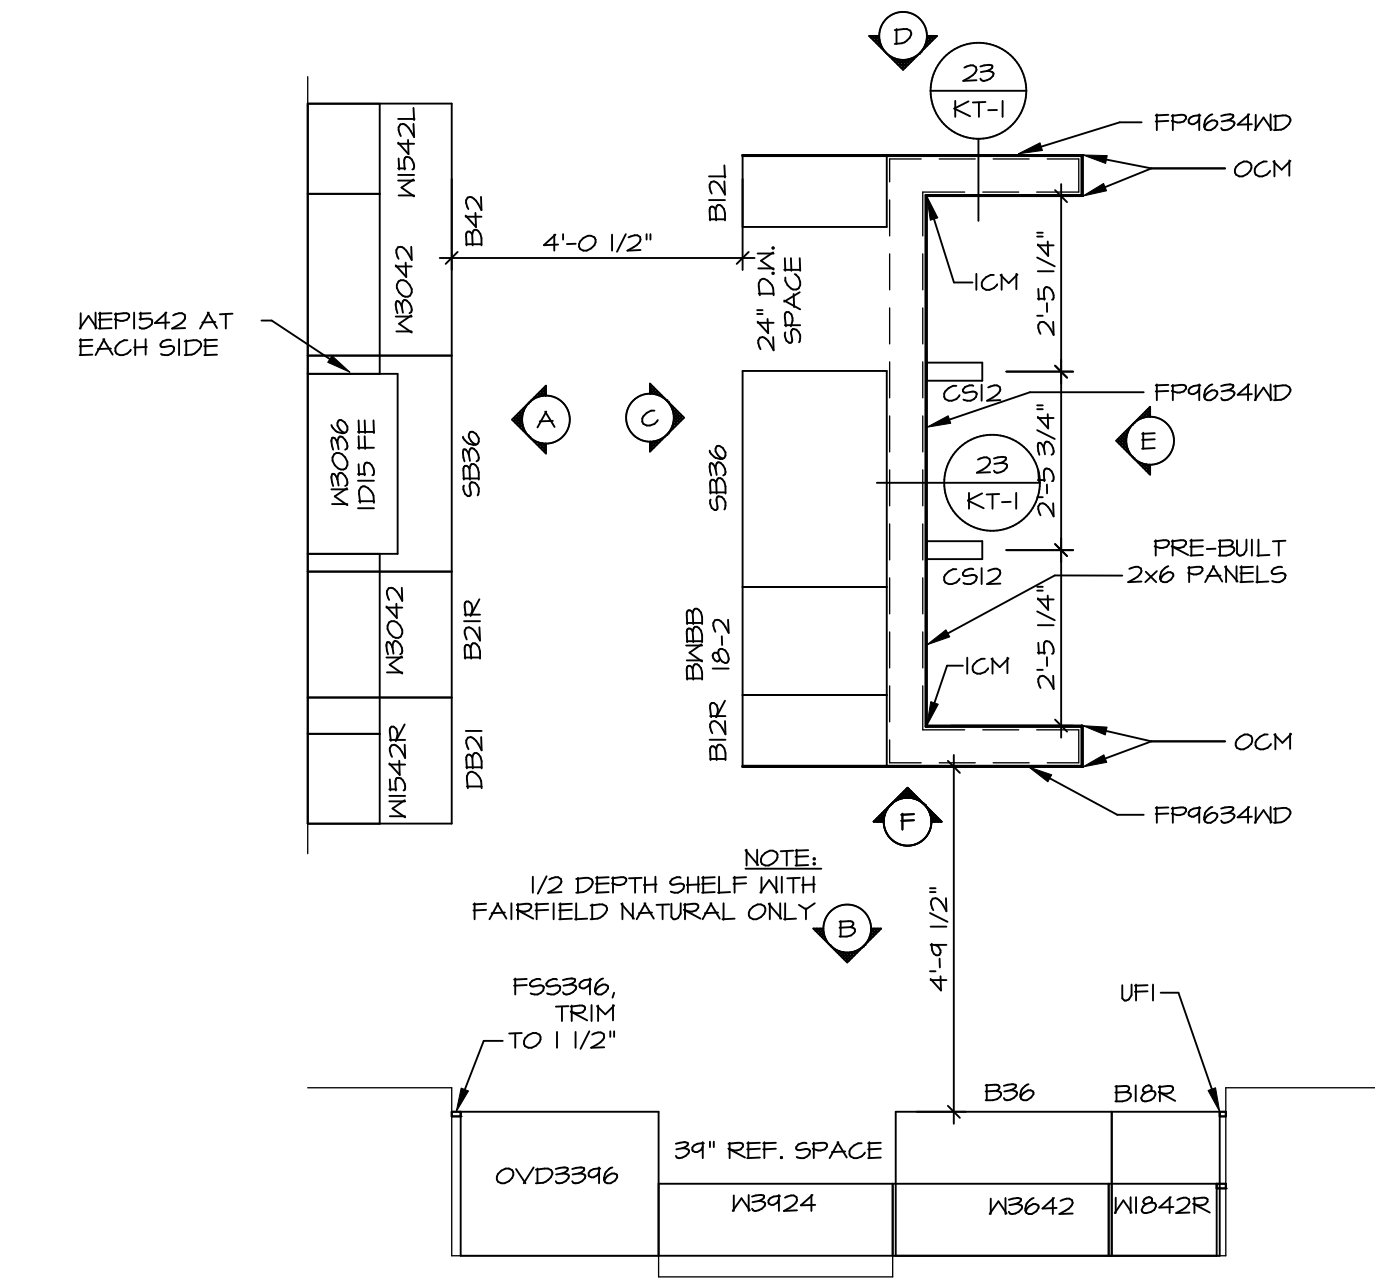 D
23
KT-1
FP9634WD
OCM
W1542L
B42
W3042
4'-0 1/2"
B12L
24" D.W.
SPACE
ICM
2'-5 1/4"
WEP1542 AT
EACH SIDE
W3036
1D15 FE
SB36
A
C
SB36
CS12
FP9634WD
23
KT-1
2'-5 3/4"
E
PRE-BUILT
2x6 PANELS
CS12
W3042
B21R
BWBB
18-2
ICM
2'-5 1/4"
W1542R
DB21
B12R
OCM
FP9634WD
F
NOTE:
1/2 DEPTH SHELF WITH
FAIRFIELD NATURAL ONLY
B
4'-9 1/2"
FSS396,
TRIM
TO 1 1/2"
UF1
B36
B18R
39" REF. SPACE
OVD3396
W3924
W3642
W1842R